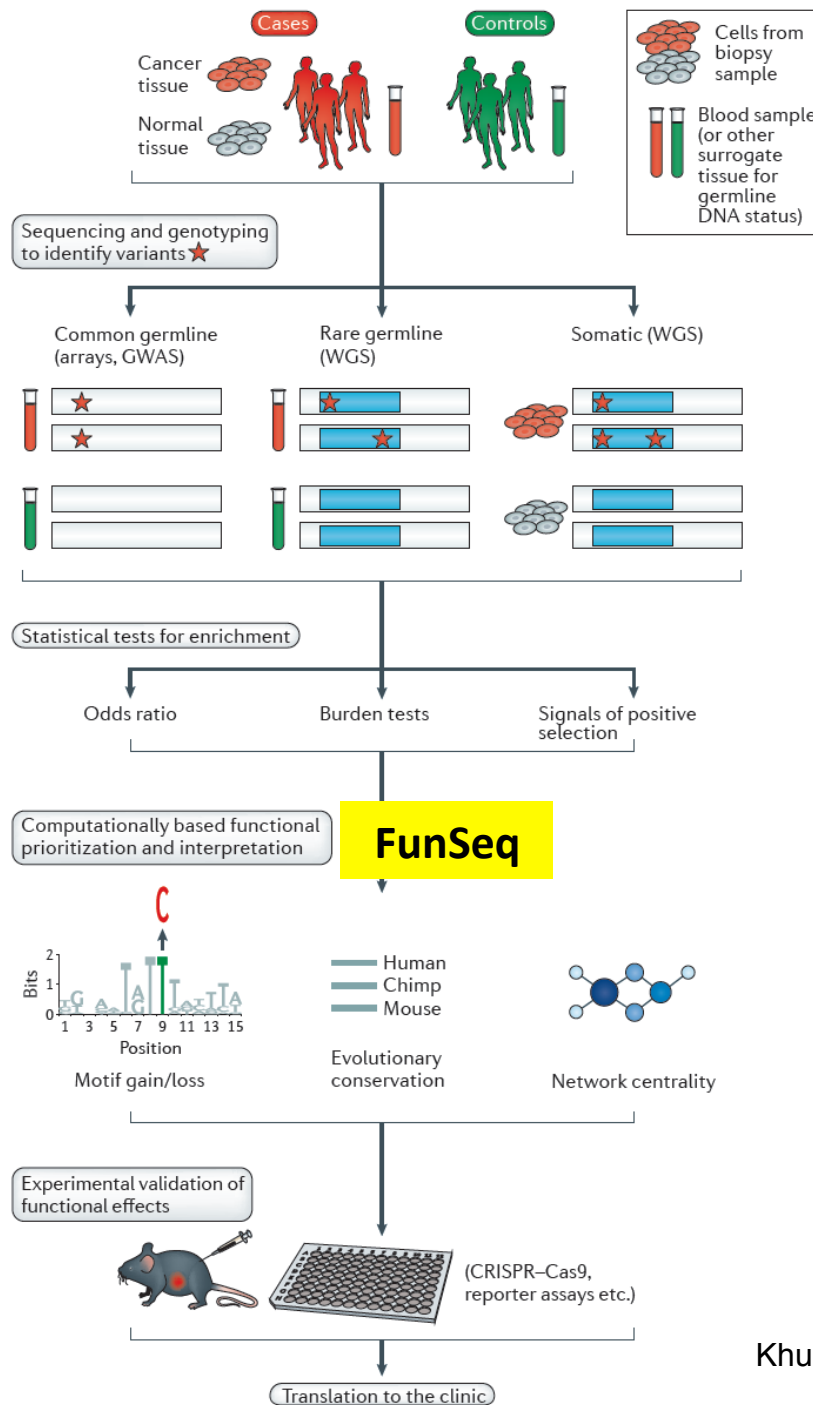 Cases
Controls
Cancer
tissue
Normal
tissue
Cells from
biopsy
sample
Blood sample
(or other
surrogate
tissue for
germline
DNA status)
Sequencing and genotyping
to identify variants
Common germline
(arrays, GWAS)
Rare germline
(WGS)
Somatic (WGS)
Statistical tests for enrichment
Odds ratio
Burden tests
Signals of positive
selection
Computationally based functional
prioritization and interpretation
FunSeq
C
2
1
0
Bits
1 3 5 7 9 11 13 15
Position
Motif gain/loss
Human
Chimp
Mouse
Evolutionary
conservation
Network centrality
Experimental validation of
functional effects
(CRISPR–Cas9,
reporter assays etc.)
Khu
Translation to the clinic